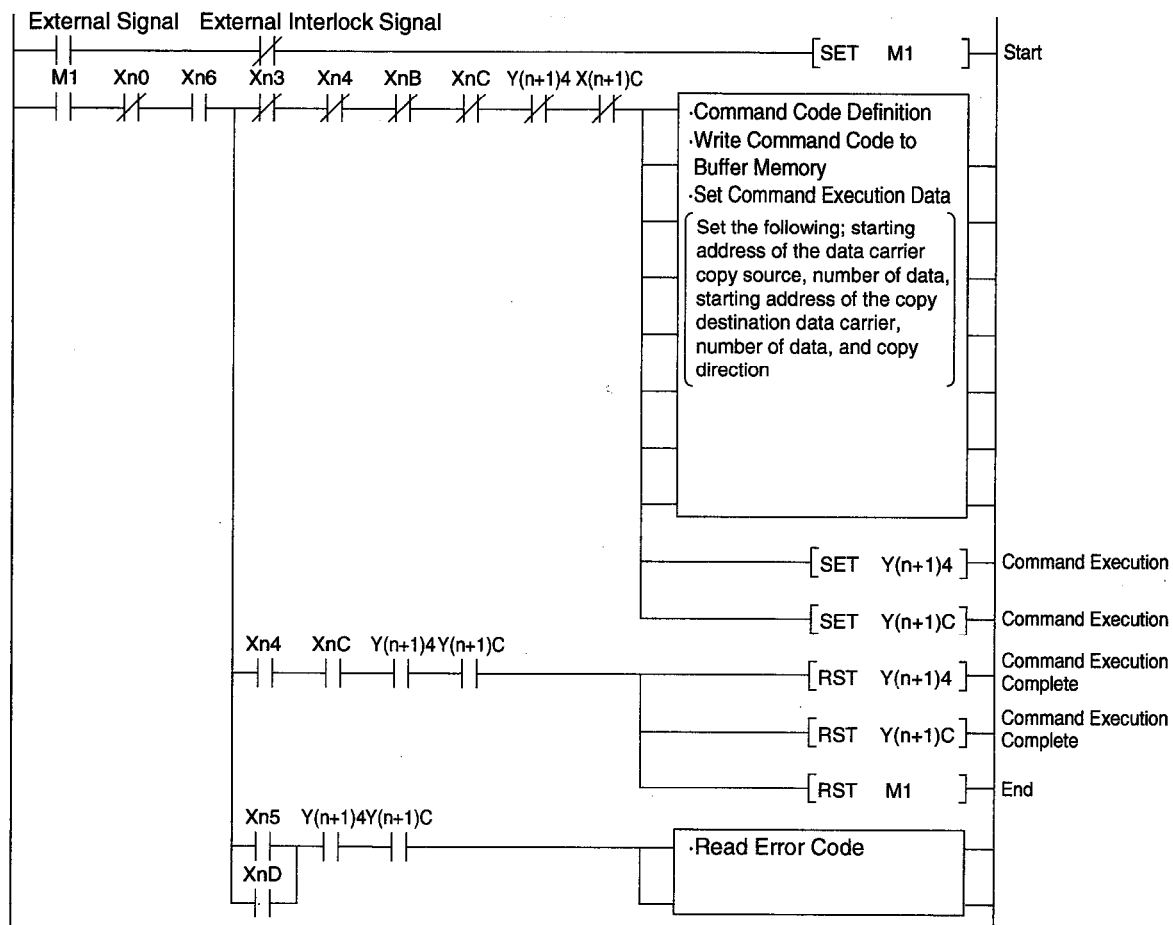 External Signal External Interlock Signal
[SET M1] Start
M1 Xn0 Xn6 Xn3 Xn4 XnB XnC Y(n+1)4 X(n+1)C
·Command Code Definition
·Write Command Code to
Buffer Memory
·Set Command Execution Data
Set the following; starting
address of the data carrier
copy source, number of data,
starting address of the copy
destination data carrier,
number of data, and copy
direction
[SET Y(n+1)4] Command Execution
[SET Y(n+1)C] Command Execution
Xn4 XnC Y(n+1)4 Y(n+1)C
[RST Y(n+1)4] Command Execution
Complete
[RST Y(n+1)C] Command Execution
Complete
[RST M1] End
Xn5 Y(n+1)4 Y(n+1)C
·Read Error Code
XnD